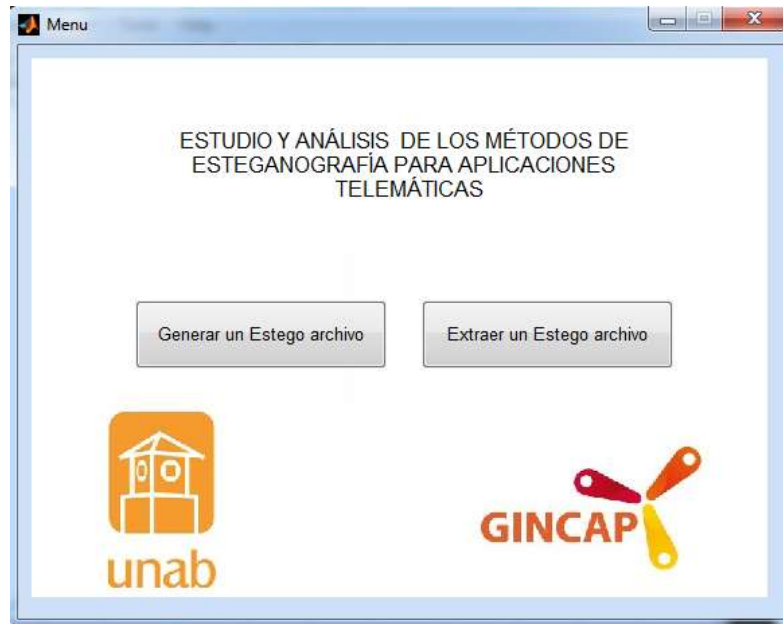 Menu
ESTUDIO Y ANÁLISIS DE LOS MÉTODOS DE
ESTEGANOGRAFÍA PARA APLICACIONES
TELEMÁTICAS
Generar un Estego archivo
Extraer un Estego archivo
unab
GINCAP